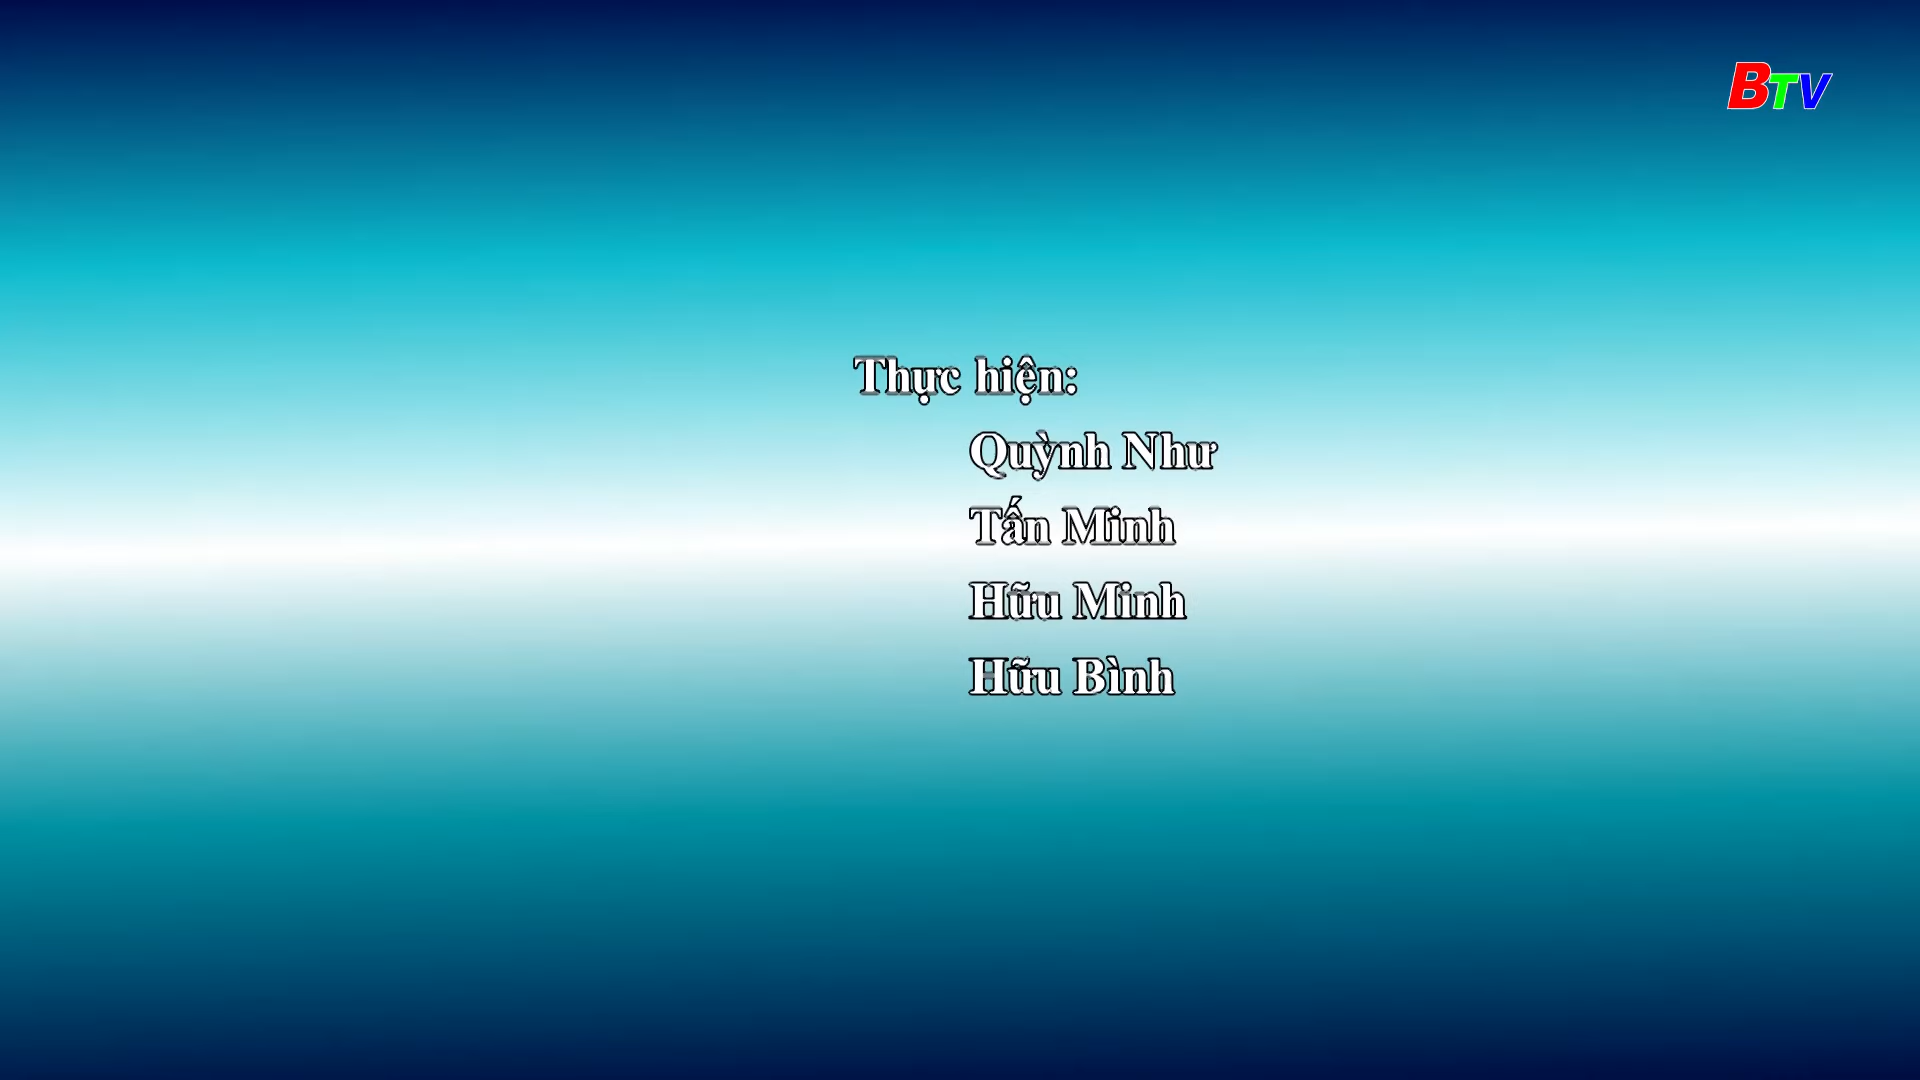 BTV
Thực hiện:
Quỳnh Như
Tấn Minh
Hữu Minh
Hữu Bình